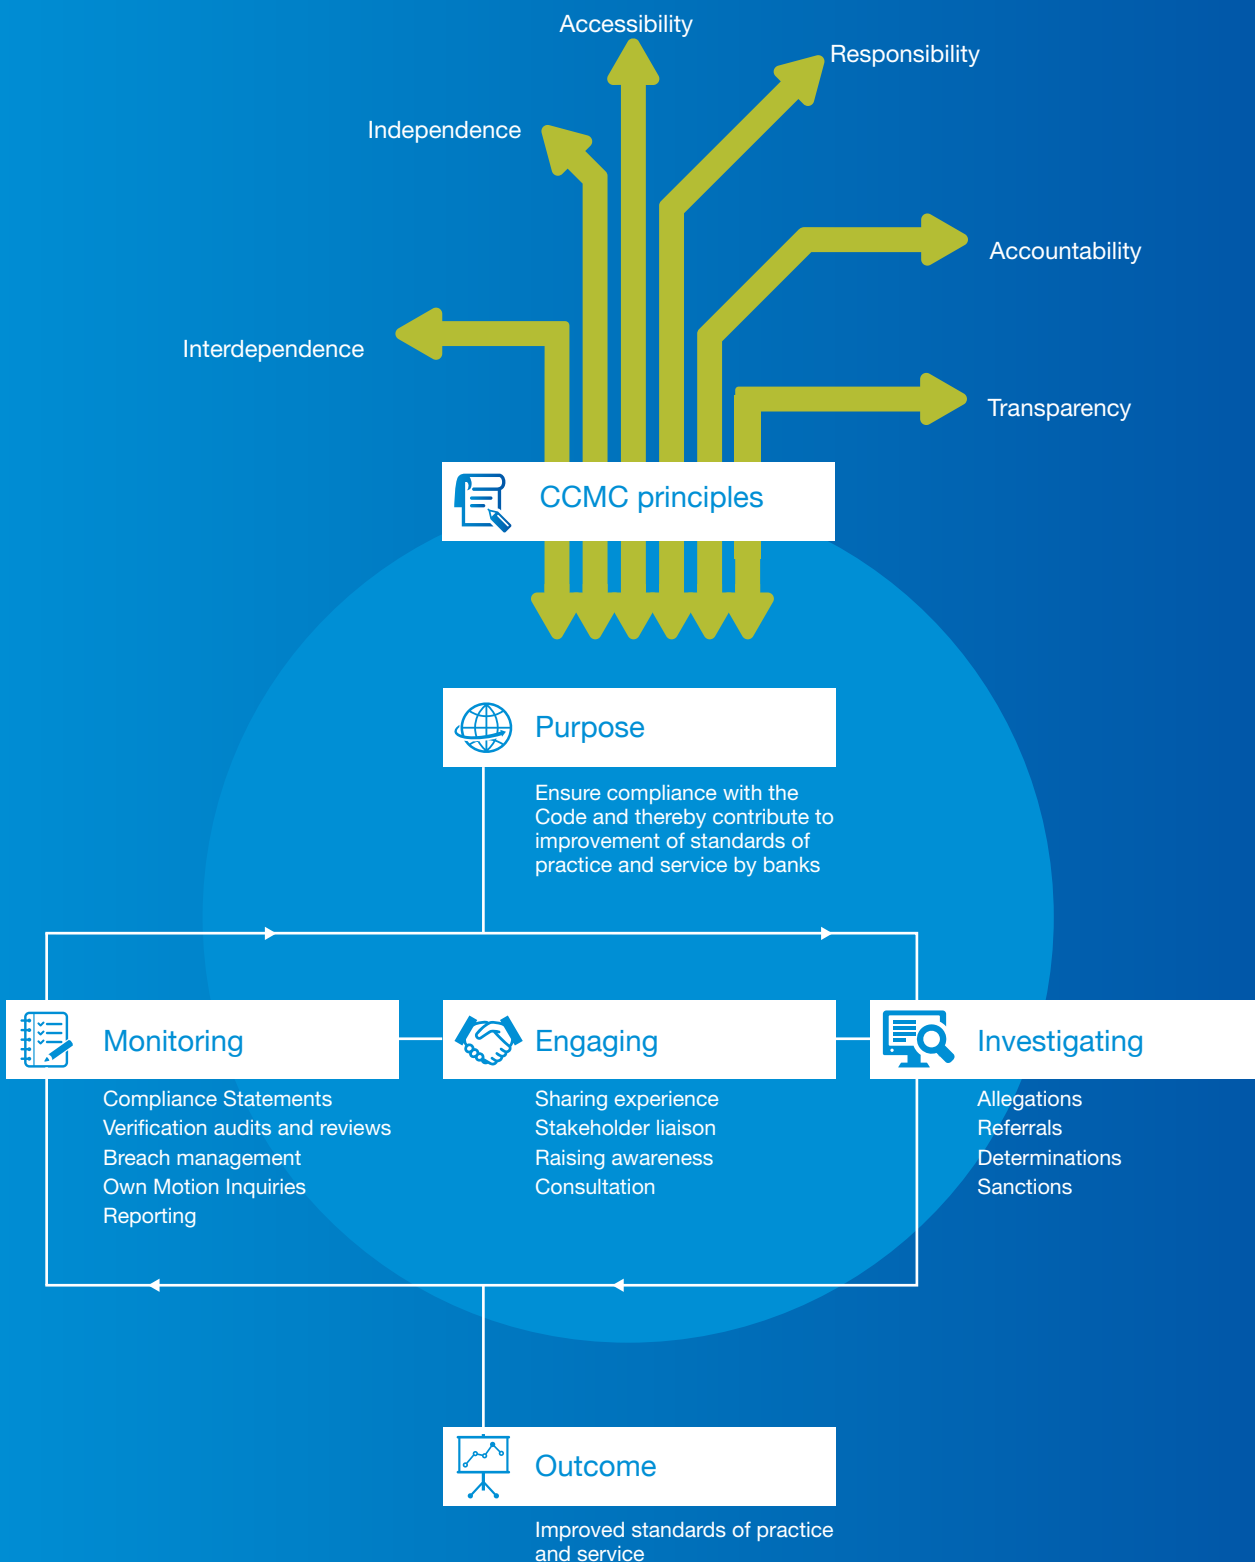 Accessibility
Responsibility
Independence
Accountability
Interdependence
Transparency
CCMC principles
Purpose
Ensure compliance with the
Code and thereby contribute to
improvement of standards of
practice and service by banks
Monitoring
Compliance Statements
Verification audits and reviews
Breach management
Own Motion Inquiries
Reporting
Engaging
Sharing experience
Stakeholder liaison
Raising awareness
Consultation
Investigating
Allegations
Referrals
Determinations
Sanctions
Outcome
Improved standards of practice
and service